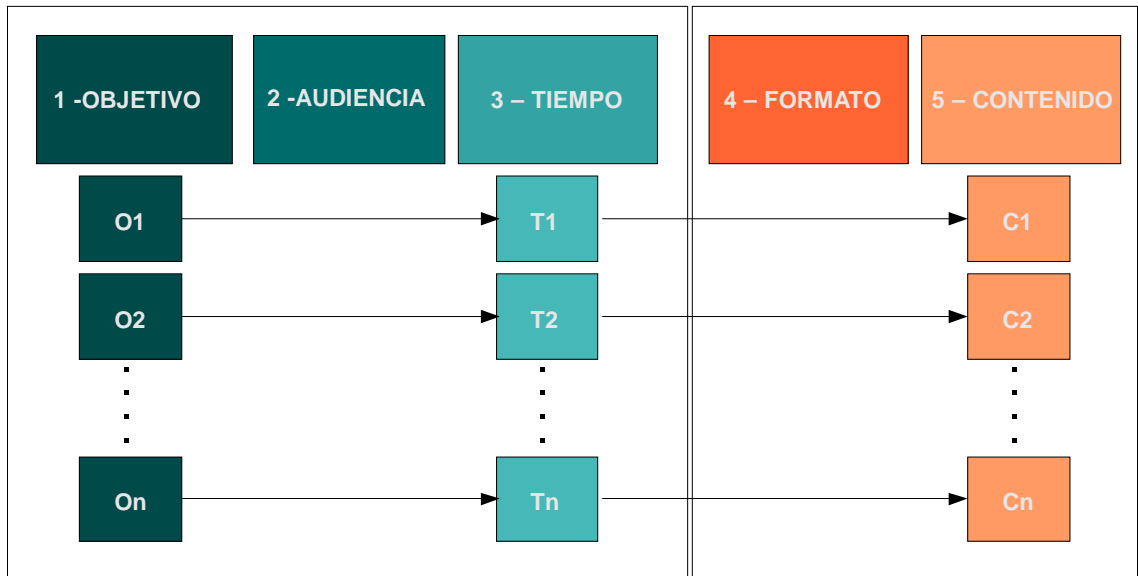 1 -OBJETIVO
2 -AUDIENCIA
3 – TIEMPO
4 – FORMATO
5 – CONTENIDO
O1
T1
C1
O2
T2
C2
On
Tn
Cn